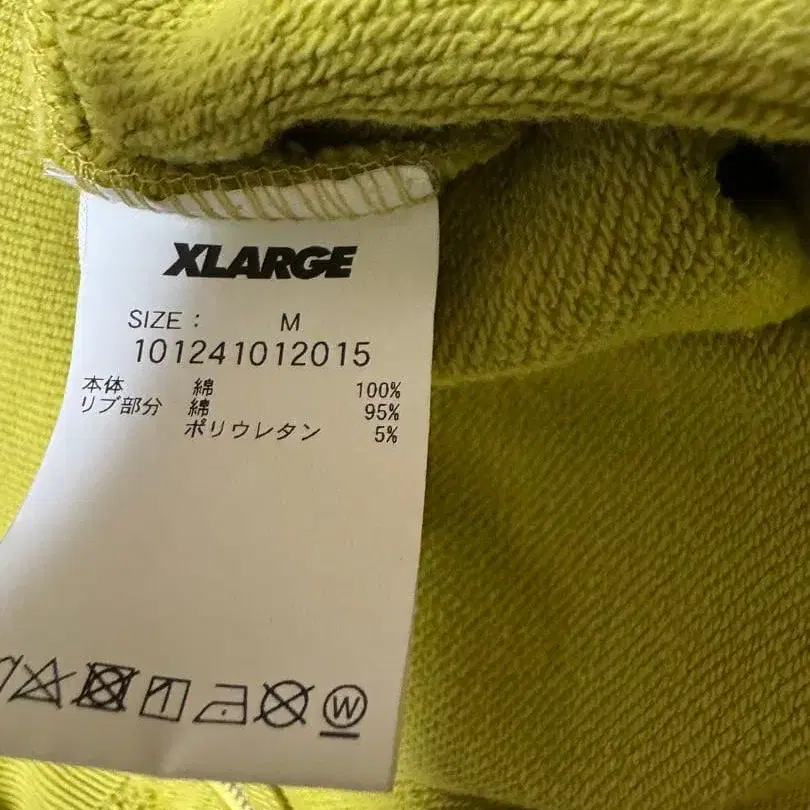 XLARGE
SIZE : M
101241012015
本体 綿 100%
リブ部分 綿 95%
ポリウレタン 5%
W